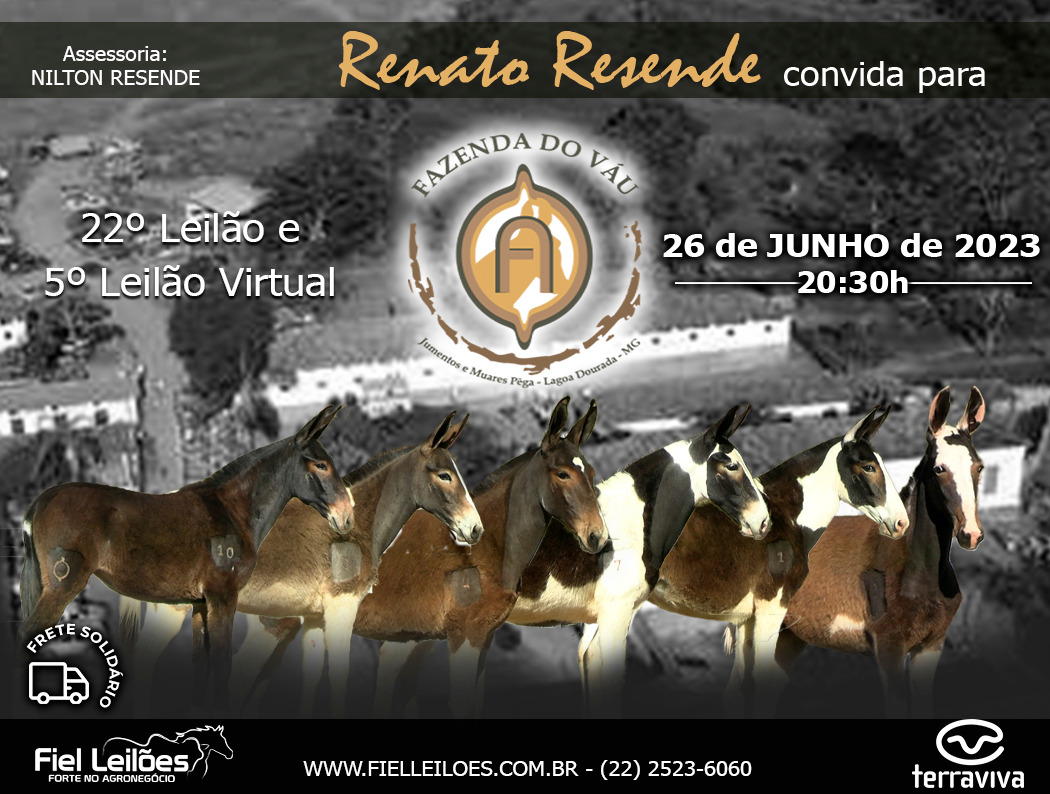 Assessoria:
NILTON RESENDE
Renato Resende convida para
FAZENDA DO VÁU
A
Jumentos e Muares Pêga - Lagoa Dourada - MG
22º Leilão e
5º Leilão Virtual
26 de JUNHO de 2023
20:30h
10
1
FRETE SOLIDÁRIO
Fiel Leilões
FORTE NO AGRONEGÓCIO
WWW.FIELLEILOES.COM.BR - (22) 2523-6060
terraviva